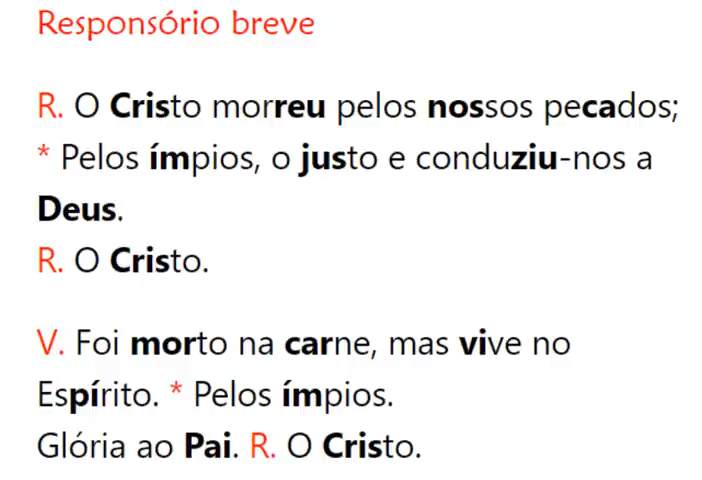 Responsório breve
R. O Cristo morreu pelos nossos pecados;
* Pelos ímpios, o justo e conduziu-nos a
Deus.
R. O Cristo.
V. Foi morto na carne, mas vive no
Espírito. * Pelos ímpios.
Glória ao Pai. R. O Cristo.